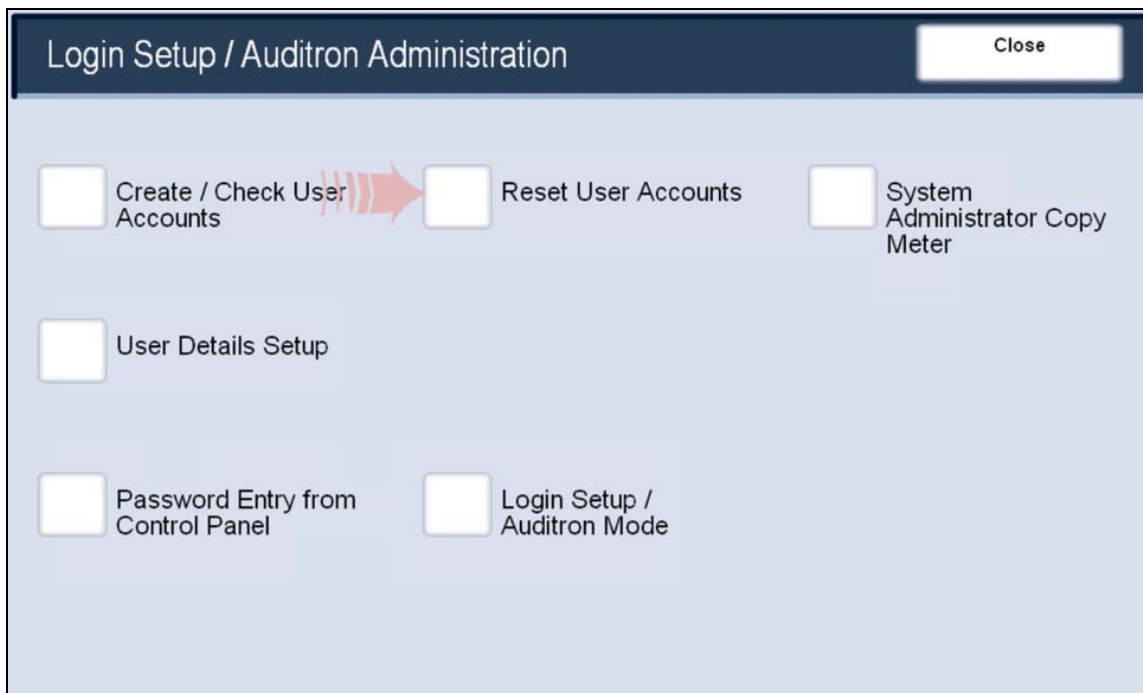 Login Setup / Auditron Administration
Close
Create / Check User
Accounts
Reset User Accounts
System
Administrator Copy
Meter
User Details Setup
Password Entry from
Control Panel
Login Setup /
Auditron Mode